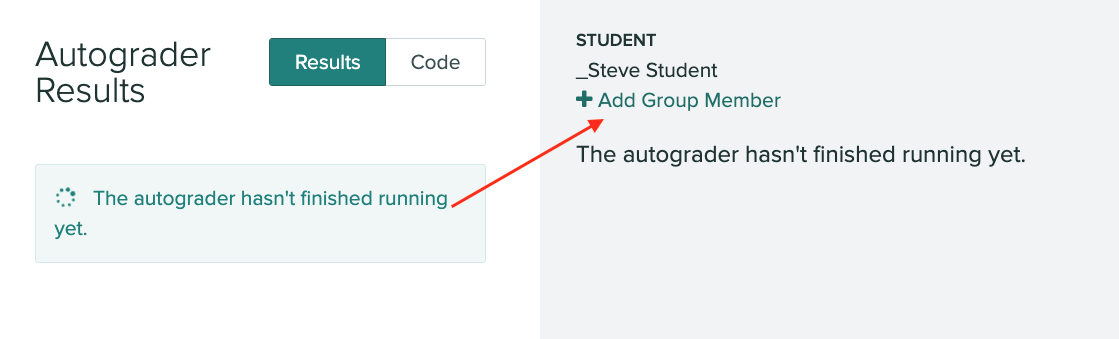 Autograder
Results
Results
Code
The autograder hasn't finished running
yet.
STUDENT
_Steve Student
+ Add Group Member
The autograder hasn't finished running yet.